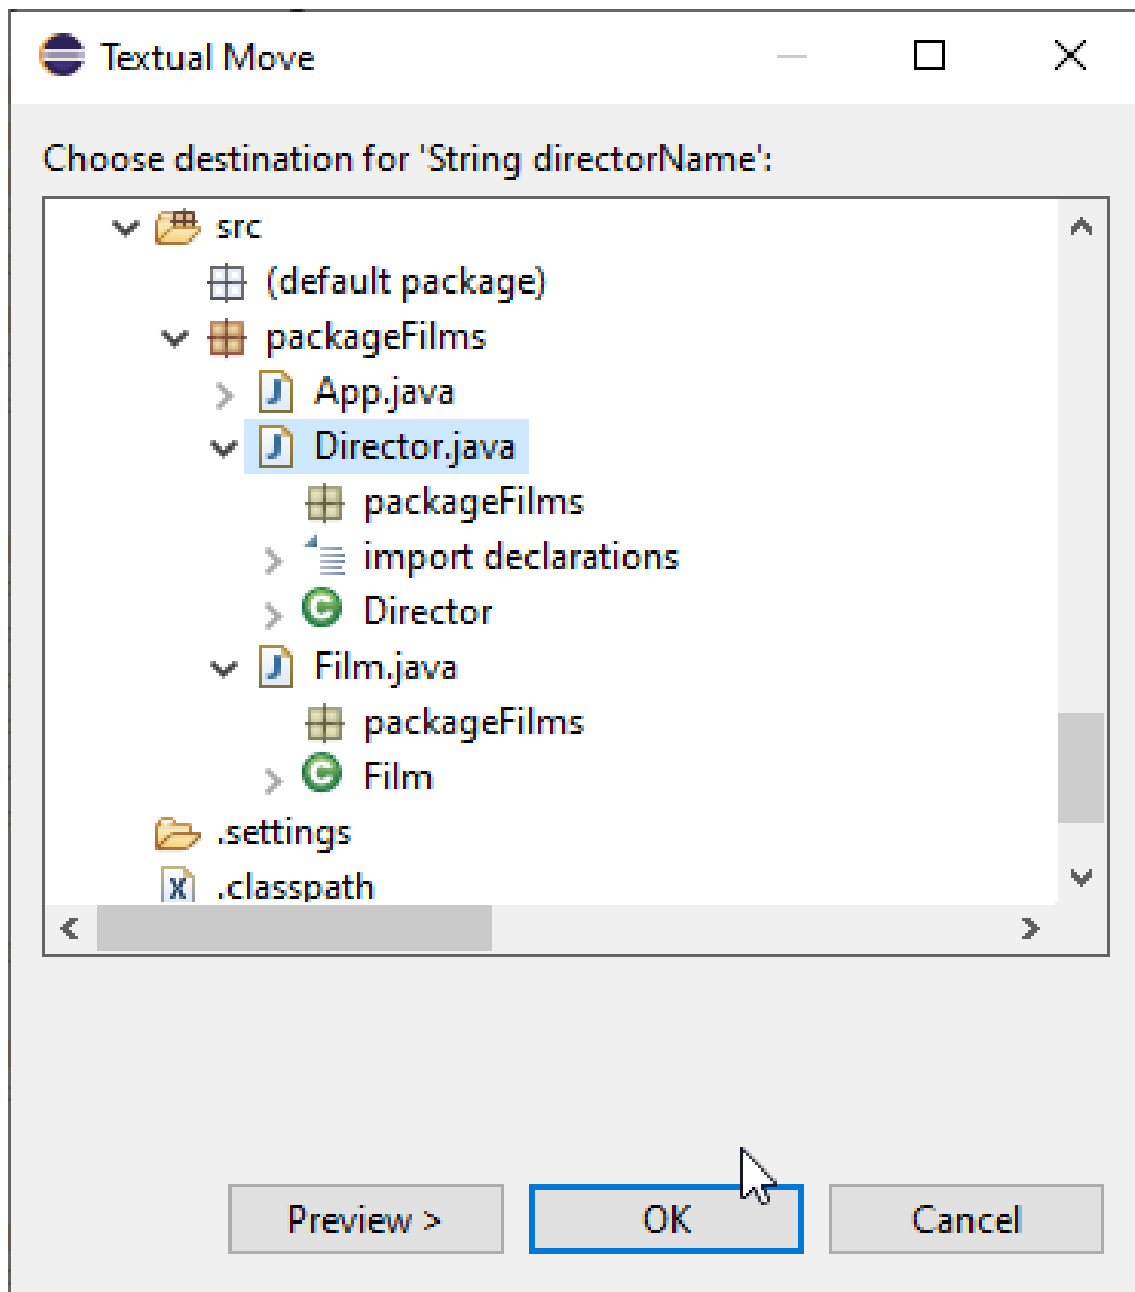 Textual Move
Choose destination for 'String directorName':
src
(default package)
packageFilms
App.java
Director.java
packageFilms
import declarations
Director
Film.java
packageFilms
Film
.settings
.classpath
Preview > OK Cancel